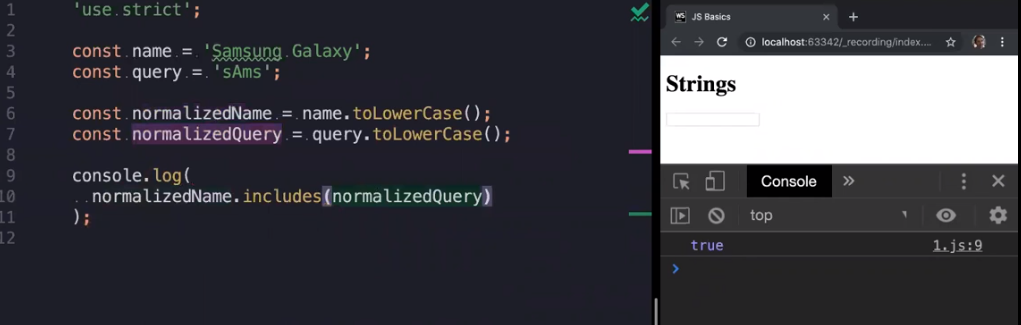 1 'use strict';
2
3 const name = 'Samsung Galaxy';
4 const query = 'sAms';
5
6 const normalizedName = name.toLowerCase();
7 const normalizedQuery = query.toLowerCase();
8
9 console.log(
10 normalizedName.includes(normalizedQuery)
11 );
12
WS JS Basics
localhost:63342/_recording/index....
Strings
Console
top
true 1.js:9